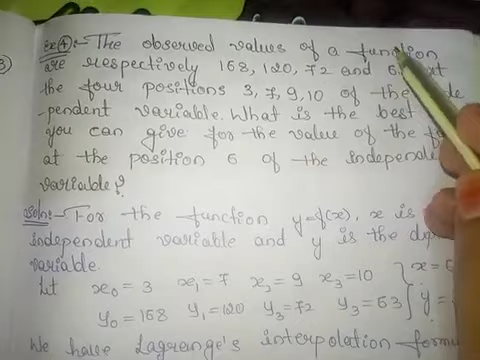 Ex④:- The observed values of a function
are respectively 168, 120, 72 and 63 at
the four positions 3, 7, 9, 10 of the inde
-pendent variable. What is the best
you can give for the value of the
at the position 6 of the independe
variable?
Soln:- For the function y=f(x), x is
independent variable and y is the
variable.
Let x₀ = 3 x₁ = 7 x₂ = 9 x₃ = 10 } x = 6
y₀ = 168 y₁ = 120 y₃ = 72 y₃ = 63 } y =
We have Lagrange's interpolation formu